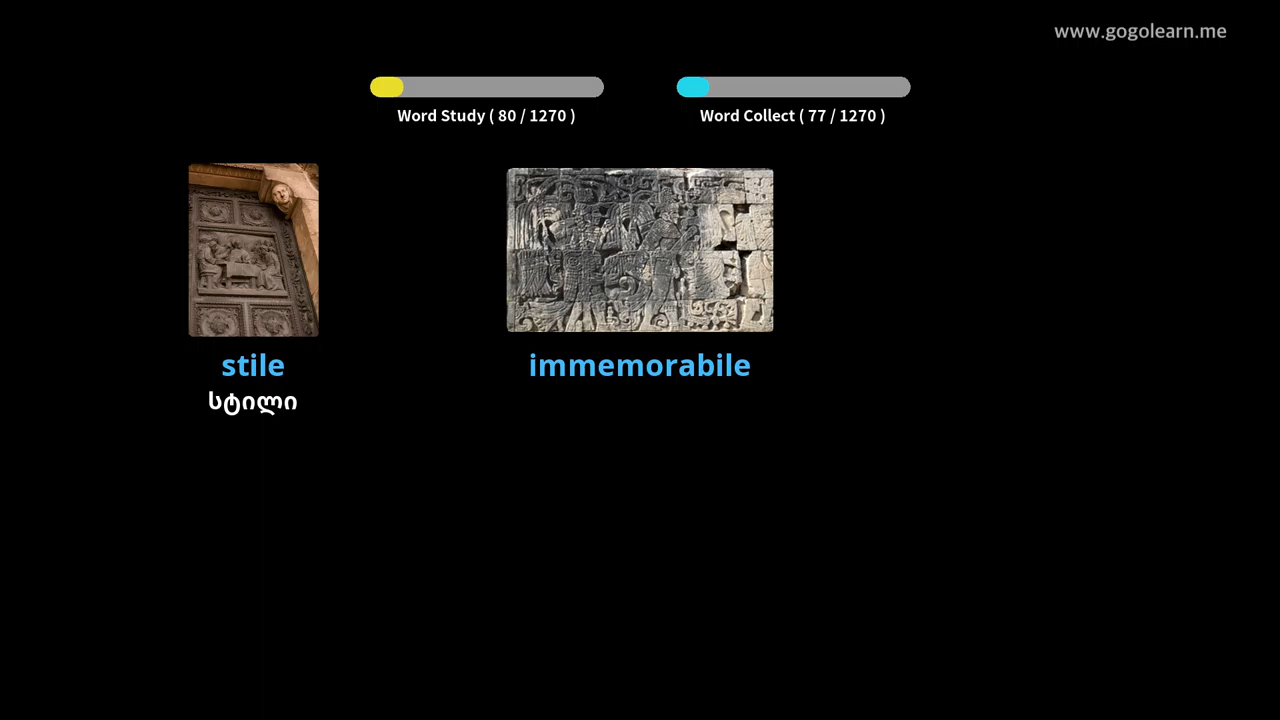 www.gogolearn.me
Word Study ( 80 / 1270 )
Word Collect ( 77 / 1270 )
stile
სტილი
immemorabile